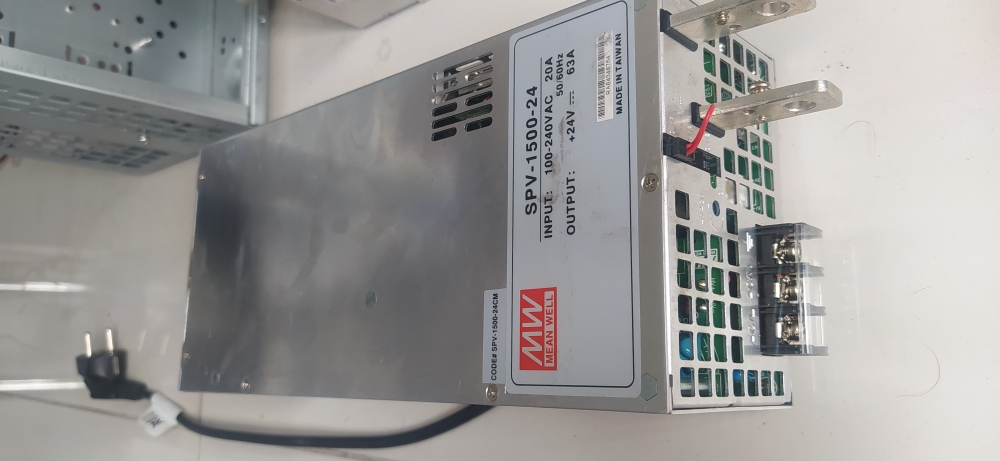 SPV-1500-24
INPUT: 100-240VAC 20A
50/60Hz
OUTPUT: +24V ⎓ 63A
MADE IN TAIWAN
MW
MEAN WELL
CODE# SPV-1500-24CM